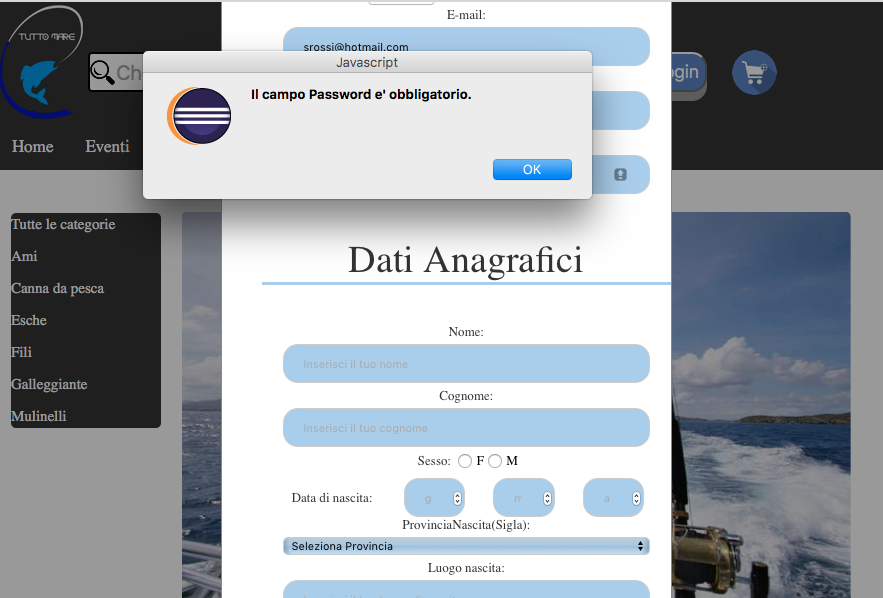 E-mail:
TUTTO MARE
srossi@hotmail.com
Javascript
Il campo Password e' obbligatorio.
OK
Ch
gin
Home
Eventi
Tutte le categorie
Ami
Canna da pesca
Esche
Fili
Galleggiante
Mulinelli
Dati Anagrafici
Nome:
Inserisci il tuo nome
Cognome:
Inserisci il tuo cognome
Sesso: F M
Data di nascita: g m a
ProvinciaNascita(Sigla):
Seleziona Provincia
Luogo nascita: